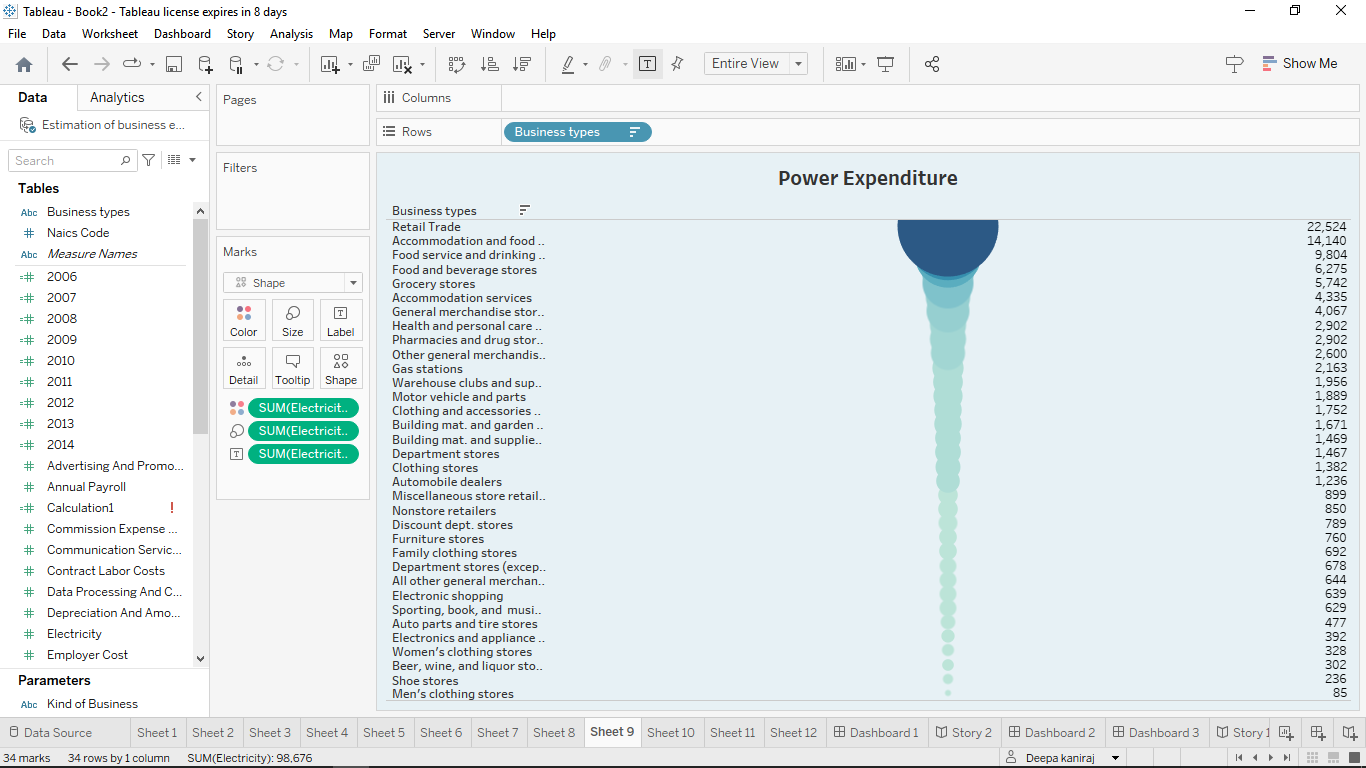 Tableau - Book2 - Tableau license expires in 8 days
File Data Worksheet Dashboard Story Analysis Map Format Server Window Help
Entire View
Show Me
Data Analytics
Estimation of business e...
Search
Tables
Abc Business types
# Naics Code
Abc Measure Names
=# 2006
=# 2007
=# 2008
=# 2009
=# 2010
=# 2011
=# 2012
=# 2013
=# 2014
# Advertising And Promo...
# Annual Payroll
=# Calculation1 !
# Commission Expense ...
# Communication Servic...
# Contract Labor Costs
# Data Processing And C...
# Depreciation And Amo...
# Electricity
# Employer Cost
Parameters
Abc Kind of Business
Pages
Filters
Marks
Shape
Color Size Label
Detail Tooltip Shape
SUM(Electricit..
SUM(Electricit..
SUM(Electricit..
Columns
Rows Business types
Power Expenditure
Business types
Retail Trade 22,524
Accommodation and food .. 14,140
Food service and drinking .. 9,804
Food and beverage stores 6,275
Grocery stores 5,742
Accommodation services 4,335
General merchandise stor.. 4,067
Health and personal care .. 2,902
Pharmacies and drug stor.. 2,902
Other general merchandis.. 2,600
Gas stations 2,163
Warehouse clubs and sup.. 1,956
Motor vehicle and parts 1,889
Clothing and accessories .. 1,752
Building mat. and garden .. 1,671
Building mat. and supplie.. 1,469
Department stores 1,467
Clothing stores 1,382
Automobile dealers 1,236
Miscellaneous store retail.. 899
Nonstore retailers 850
Discount dept. stores 789
Furniture stores 760
Family clothing stores 692
Department stores (excep.. 678
All other general merchan.. 644
Electronic shopping 639
Sporting, book, and musi.. 629
Auto parts and tire stores 477
Electronics and appliance .. 392
Women's clothing stores 328
Beer, wine, and liquor sto.. 302
Shoe stores 236
Men's clothing stores 85
Data Source Sheet 1 Sheet 2 Sheet 3 Sheet 4 Sheet 5 Sheet 6 Sheet 7 Sheet 8 Sheet 9 Sheet 10 Sheet 11 Sheet 12 Dashboard 1 Story 2 Dashboard 2 Dashboard 3 Story 1
34 marks 34 rows by 1 column SUM(Electricity): 98,676 Deepa kaniraj